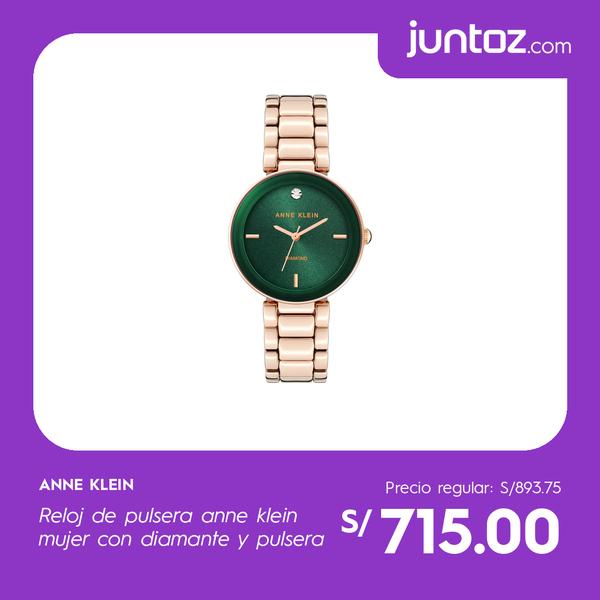 juntoz.com
ANNE KLEIN
DIAMOND
ANNE KLEIN
Reloj de pulsera anne klein
mujer con diamante y pulsera
Precio regular: S/893.75
S/715.00